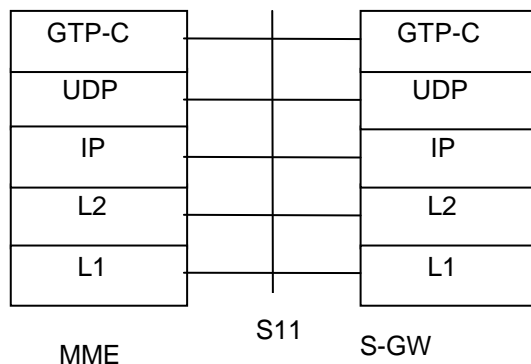 GTP-C GTP-C
UDP UDP
IP IP
L2 L2
L1 L1
S11
MME S-GW